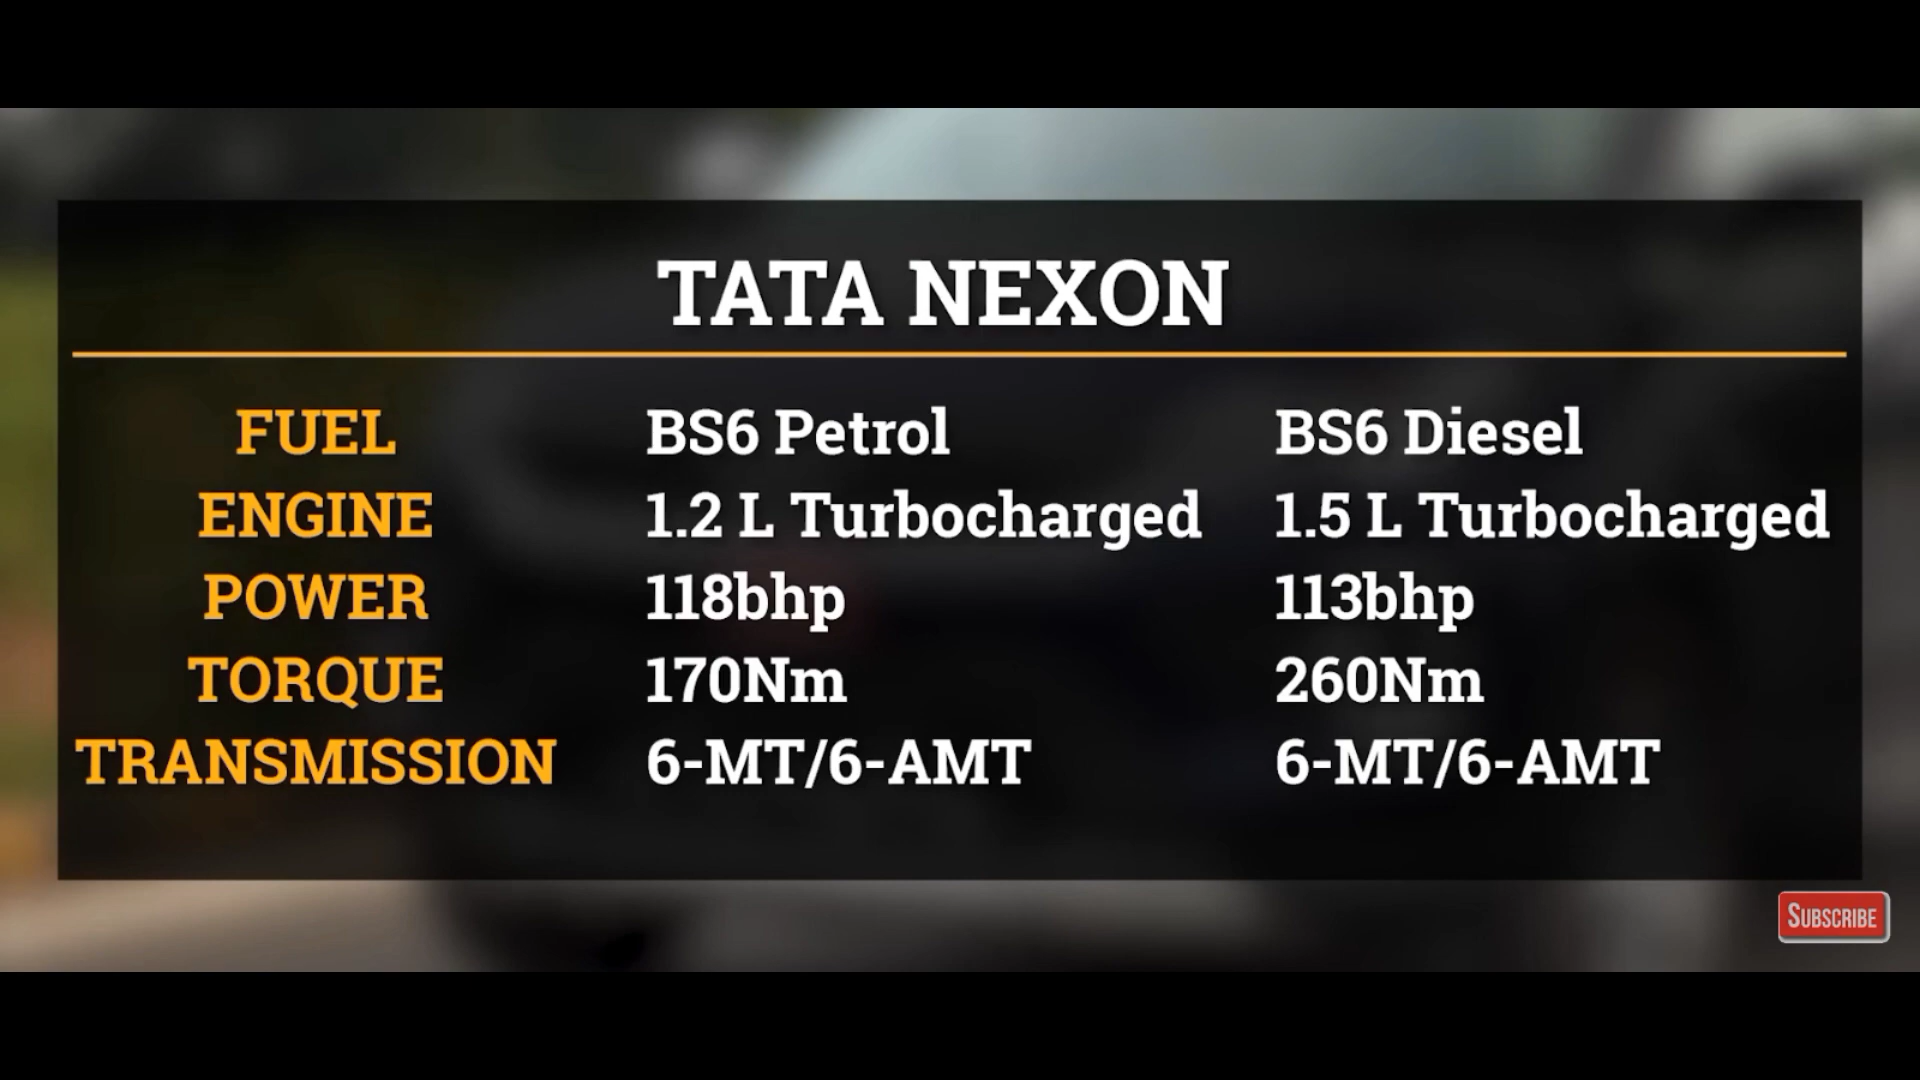 TATA NEXON
FUEL BS6 Petrol BS6 Diesel
ENGINE 1.2 L Turbocharged 1.5 L Turbocharged
POWER 118bhp 113bhp
TORQUE 170Nm 260Nm
TRANSMISSION 6-MT/6-AMT 6-MT/6-AMT
SUBSCRIBE